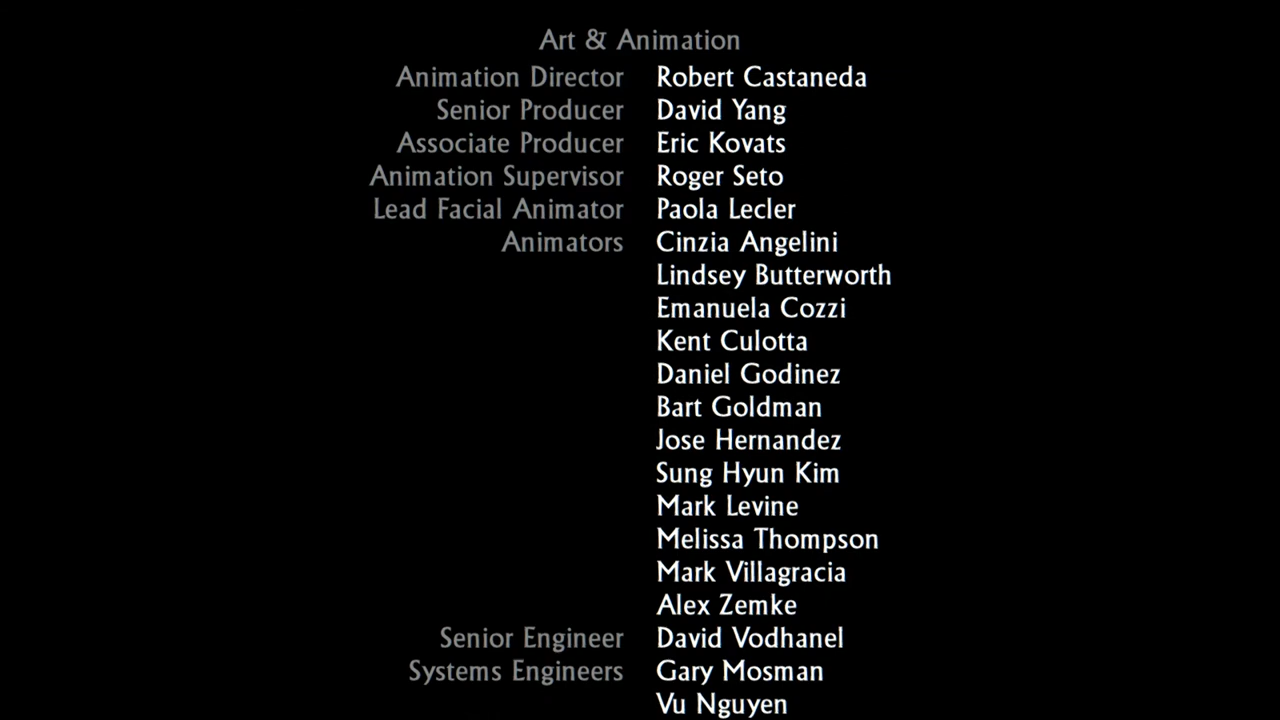 Art & Animation
Animation Director Robert Castaneda
Senior Producer David Yang
Associate Producer Eric Kovats
Animation Supervisor Roger Seto
Lead Facial Animator Paola Lecler
Animators Cinzia Angelini
Lindsey Butterworth
Emanuela Cozzi
Kent Culotta
Daniel Godinez
Bart Goldman
Jose Hernandez
Sung Hyun Kim
Mark Levine
Melissa Thompson
Mark Villagracia
Alex Zemke
Senior Engineer David Vodhanel
Systems Engineers Gary Mosman
Vu Nguyen